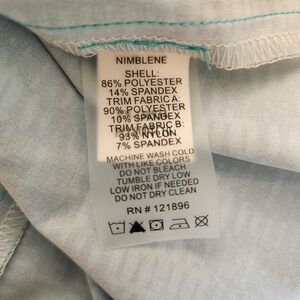 NIMBLENE
SHELL:
86% POLYESTER
14% SPANDEX
TRIM FABRIC A:
90% POLYESTER
10% SPANDEX
TRIM FABRIC B:
93% NYLON
7% SPANDEX
MACHINE WASH COLD
WITH LIKE COLORS
DO NOT BLEACH
TUMBLE DRY LOW
LOW IRON IF NEEDED
DO NOT DRY CLEAN
RN # 121896